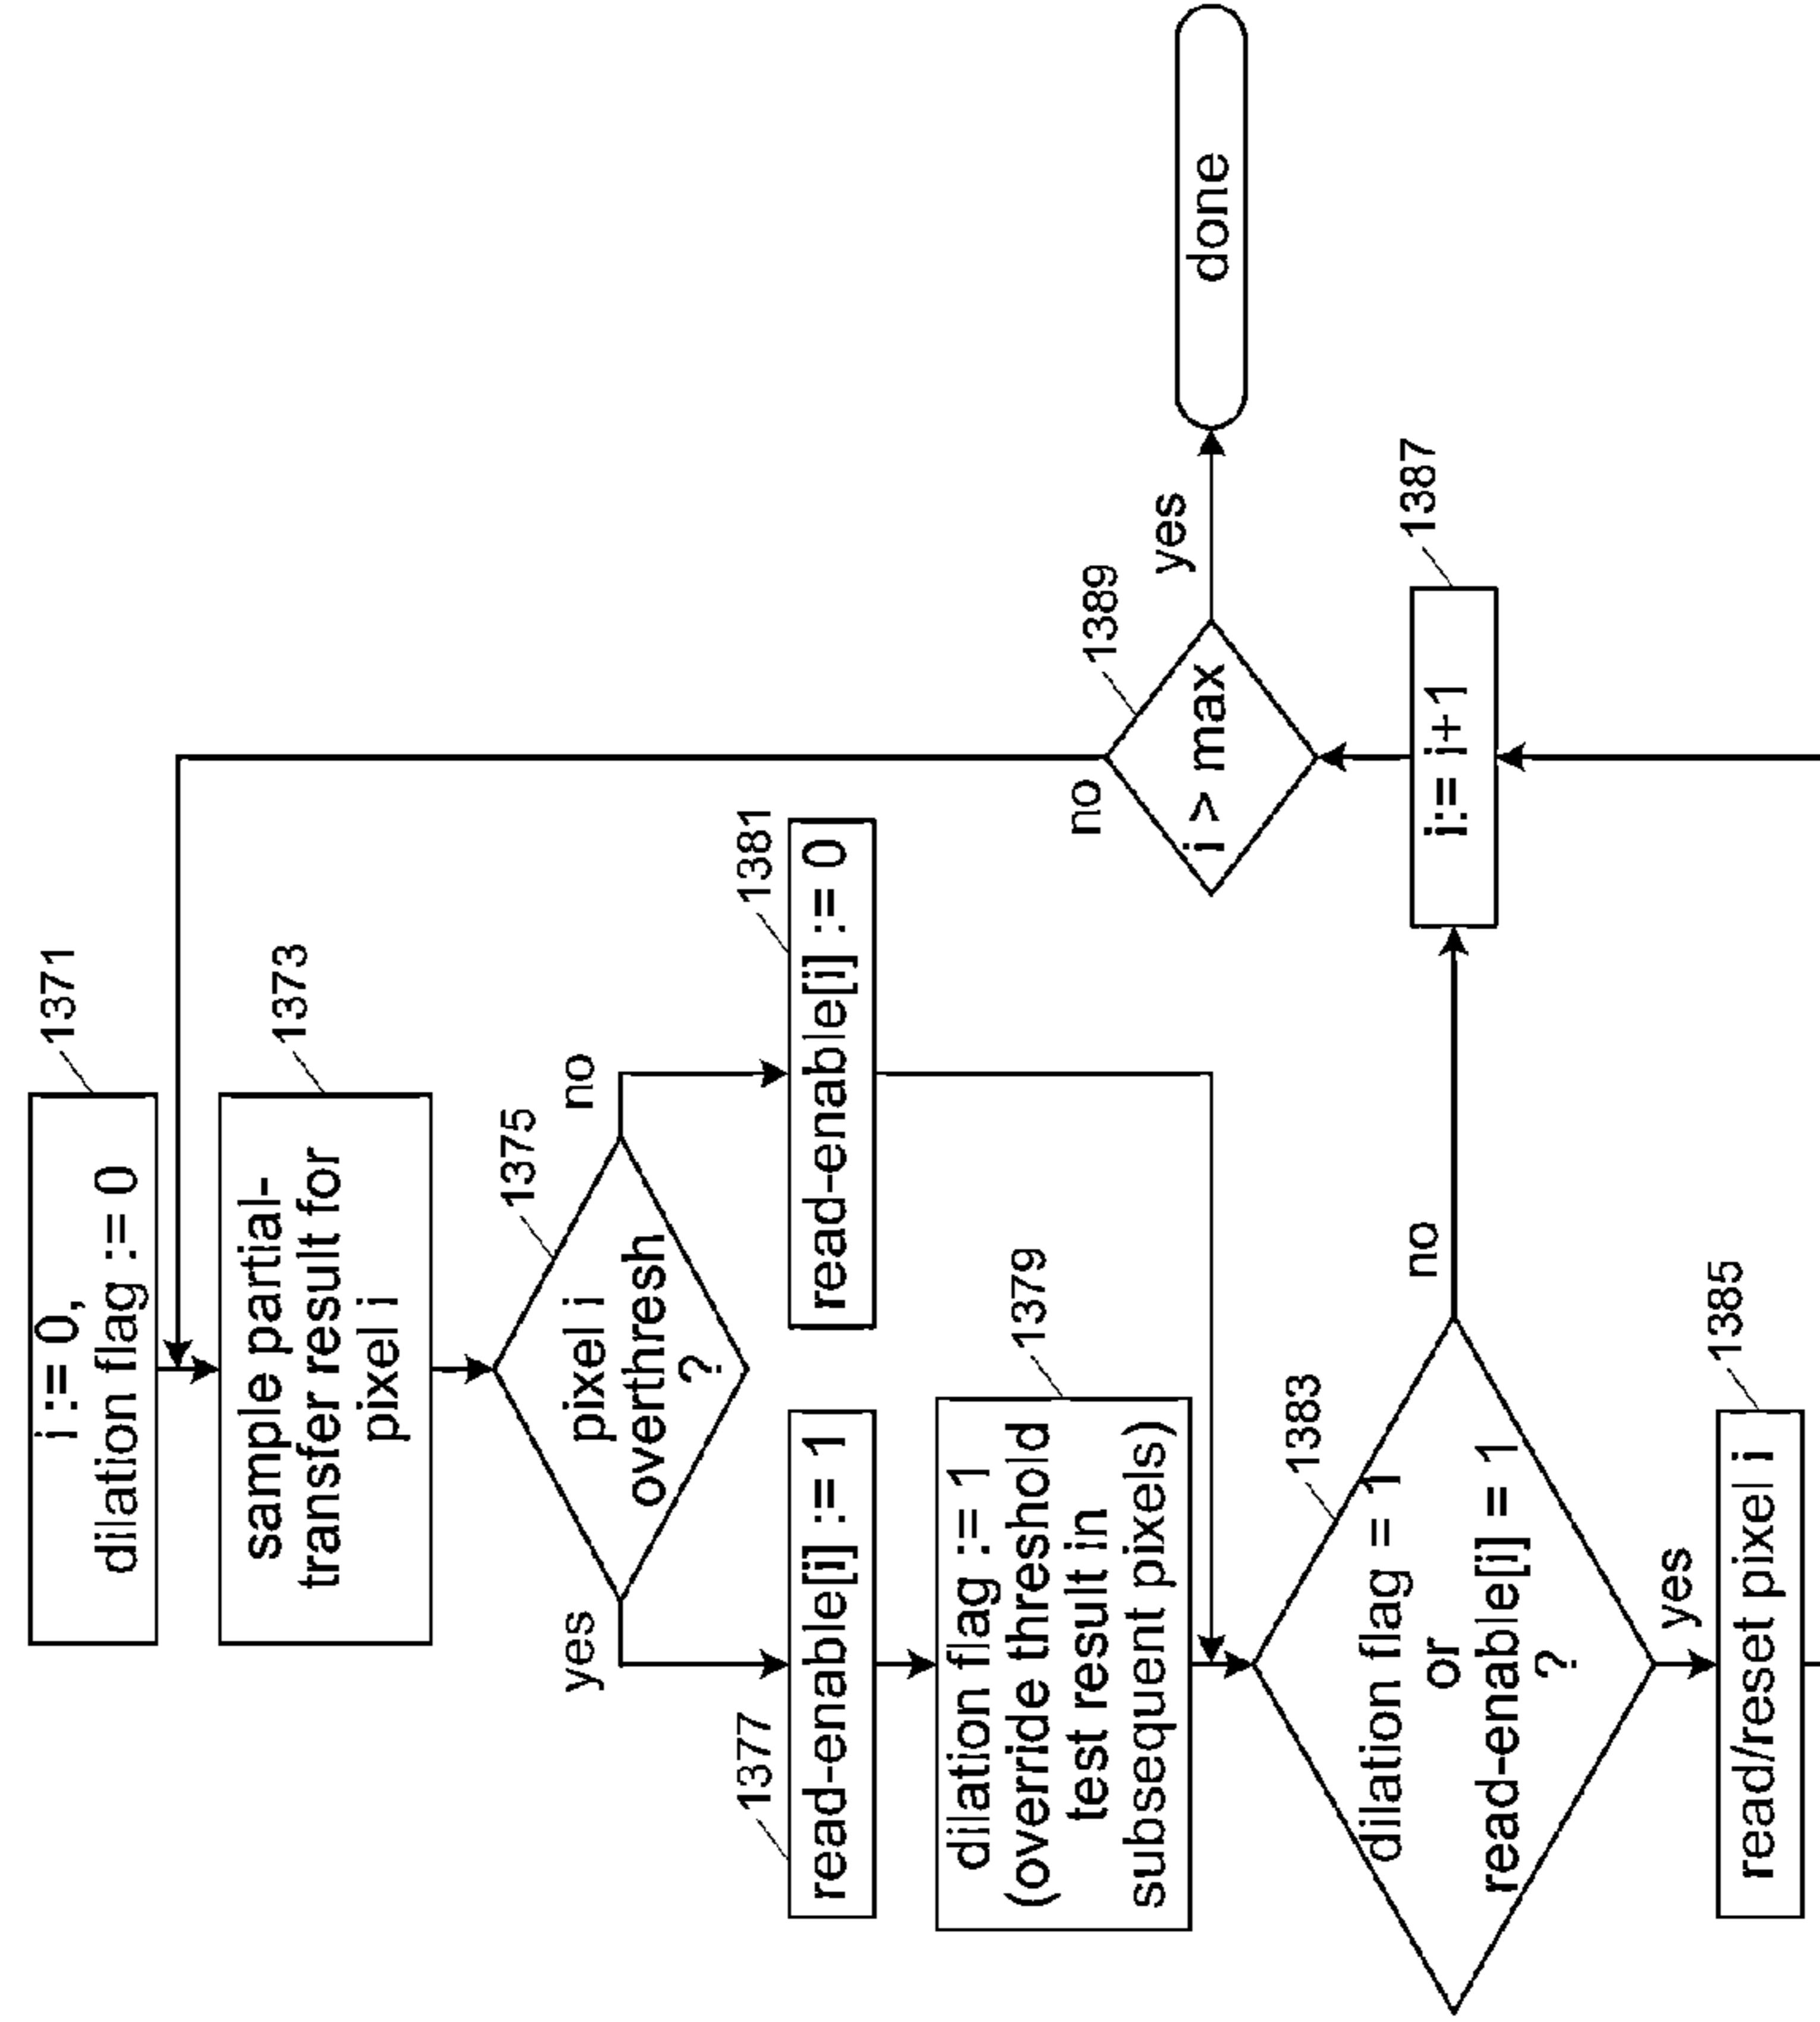 i := 0,
dilation flag := 0
1371
sample partial-
transfer result for
pixel i
1373
pixel i
overthresh
?
1375
yes
no
1377
read-enable[i] := 1
read-enable[i] := 0
1381
dilation flag := 1
(override threshold
test result in
subsequent pixels)
1379
dilation flag = 1
or
read-enable[i] = 1
?
1383
no
yes
read/reset pixel i
1385
i:= i+1
1387
i > max
1389
no
yes
done